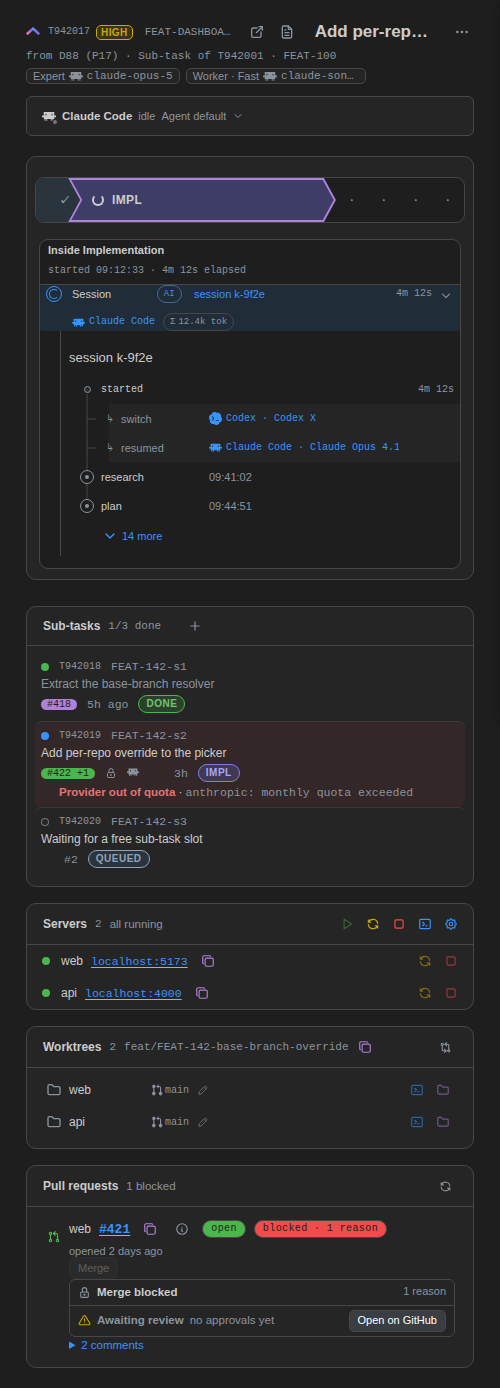 T942017 HIGH FEAT-DASHBOA… Add per-rep…
from D88 (P17) · Sub-task of T942001 · FEAT-100
Expert claude-opus-5 Worker · Fast claude-son…
Claude Code idle Agent default
✓ IMPL · · · ·
Inside Implementation
started 09:12:33 · 4m 12s elapsed
Session AI session k-9f2e 4m 12s
Claude Code Σ 12.4k tok
session k-9f2e
started 4m 12s
↳ switch Codex · Codex X
↳ resumed Claude Code · Claude Opus 4.1
research 09:41:02
plan 09:44:51
14 more
Sub-tasks 1/3 done +
T942018 FEAT-142-s1
Extract the base-branch resolver
#418 5h ago DONE
T942019 FEAT-142-s2
Add per-repo override to the picker
#422 +1 3h IMPL
Provider out of quota · anthropic: monthly quota exceeded
T942020 FEAT-142-s3
Waiting for a free sub-task slot
#2 QUEUED
Servers 2 all running
web localhost:5173
api localhost:4000
Worktrees 2 feat/FEAT-142-base-branch-override
web main
api main
Pull requests 1 blocked
web #421 open blocked · 1 reason
opened 2 days ago
Merge
Merge blocked 1 reason
Awaiting review no approvals yet Open on GitHub
2 comments